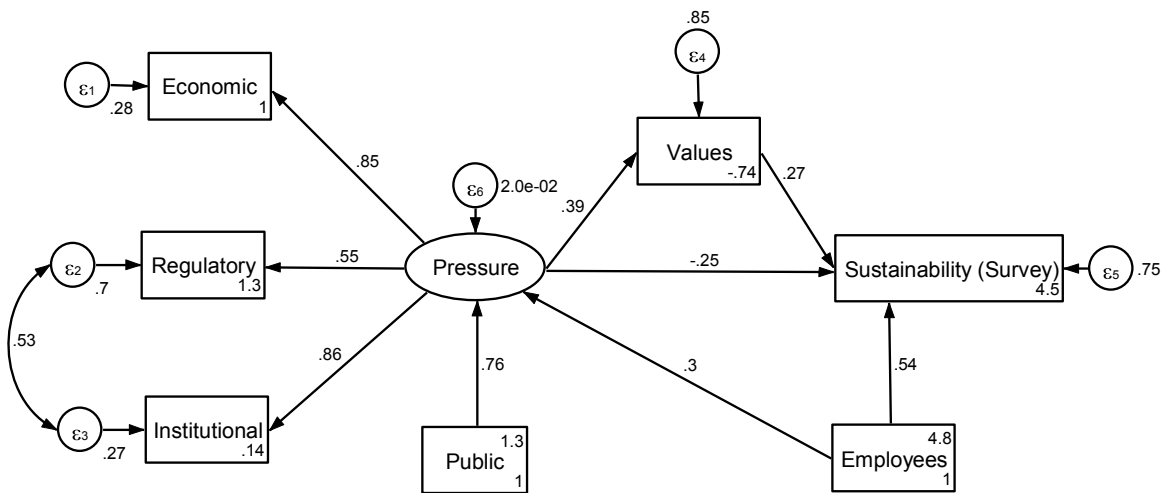 .85
ε4
ε1
.28
Economic
1
Values
-.74
.27
.85
ε6
2.0e-02
.39
ε2
.7
Regulatory
1.3
.55
Pressure
-.25
Sustainability (Survey)
4.5
ε5
.75
.53
.86
.76
.3
.54
ε3
.27
Institutional
.14
1.3
Public
1
4.8
Employees
1